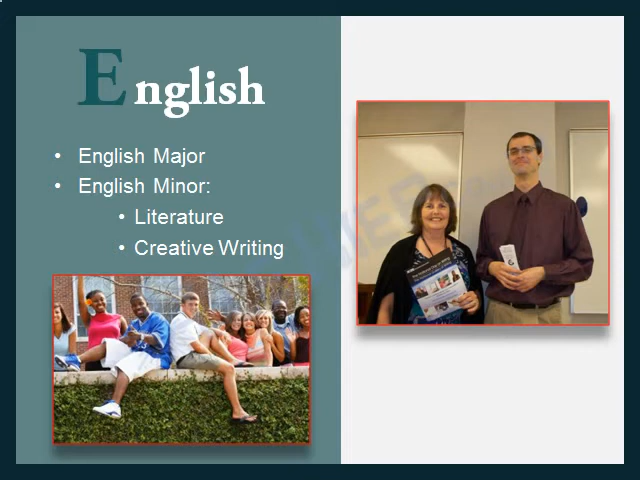 English
• English Major
• English Minor:
• Literature
• Creative Writing